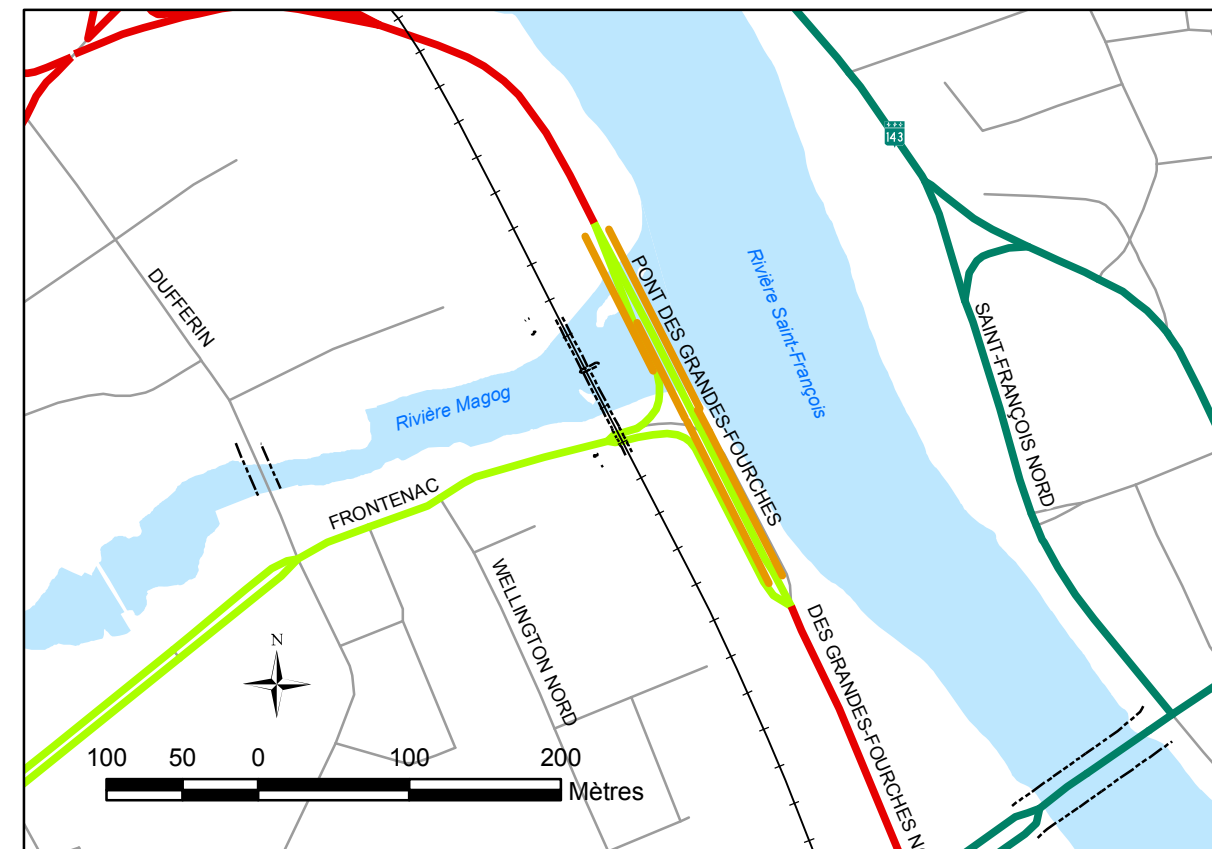 143
DUFFERIN
PONT DES GRANDES-FOURCHES
Rivière Saint-François
SAINT-FRANÇOIS NORD
Rivière Magog
FRONTENAC
WELLINGTON NORD
DES GRANDES-FOURCHES N
N
100 50 0 100 200
Mètres